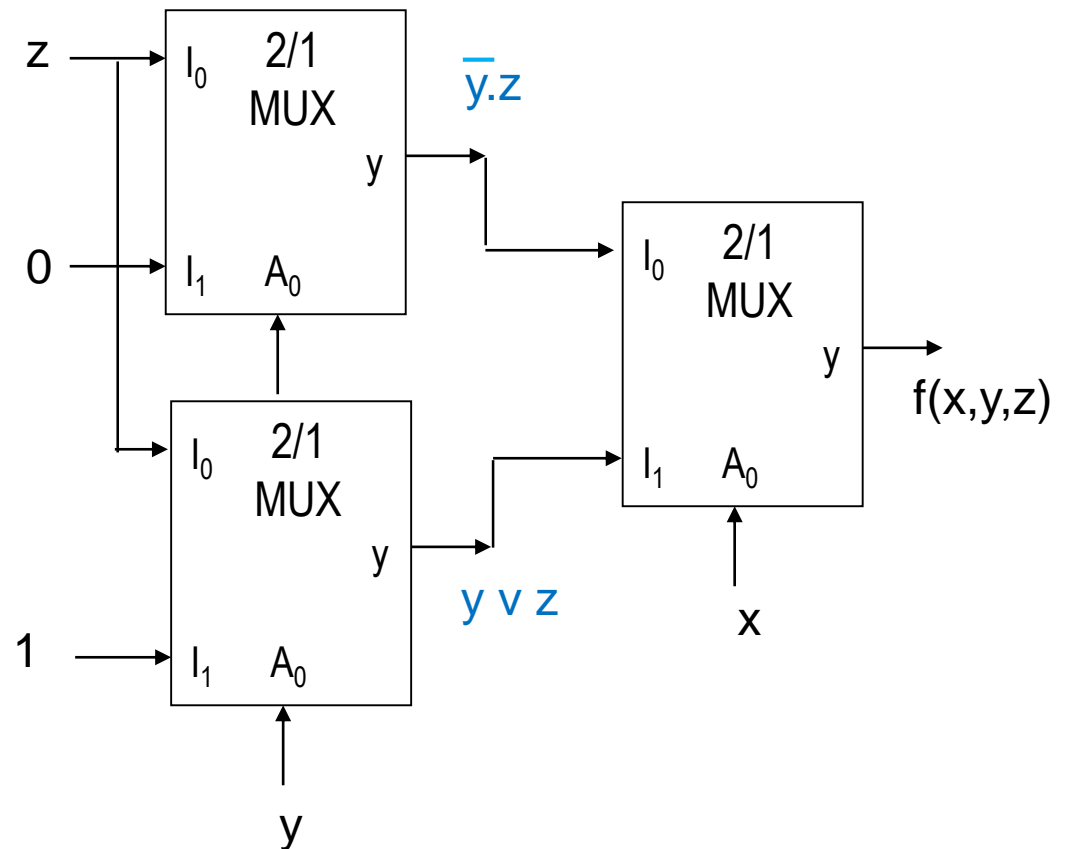 z
I₀
2/1
MUX
y
0
I₁
A₀
y̅.z
I₀
2/1
MUX
y
I₁
A₀
f(x,y,z)
x
I₀
2/1
MUX
y
1
I₁
A₀
y v z
y